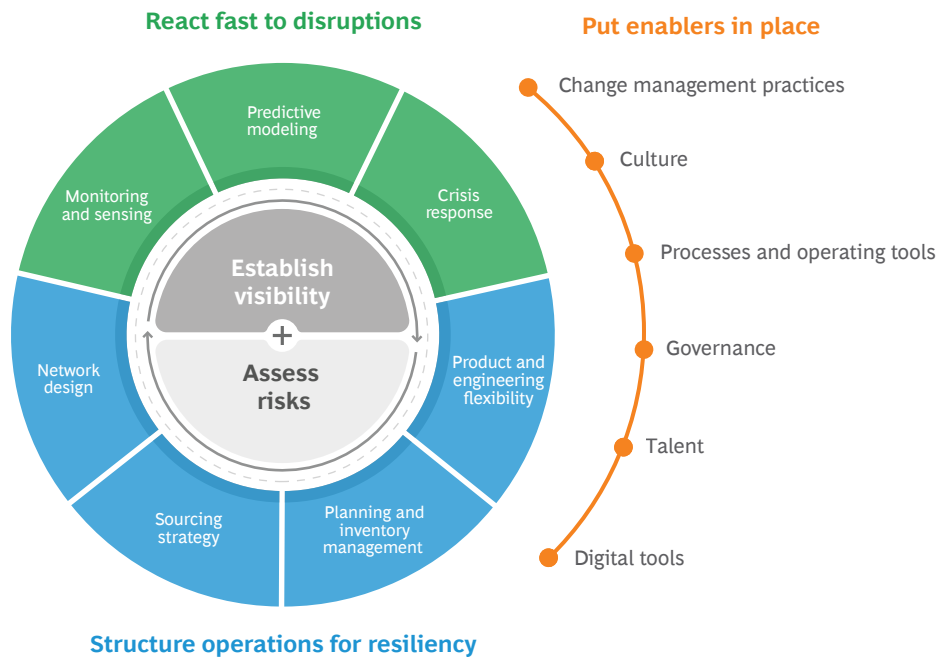 React fast to disruptions
Put enablers in place
Predictive
modeling
Monitoring
and sensing
Crisis
response
Establish
visibility
+
Assess
risks
Network
design
Product and
engineering
flexibility
Sourcing
strategy
Planning and
inventory
management
Structure operations for resiliency
Change management practices
Culture
Processes and operating tools
Governance
Talent
Digital tools